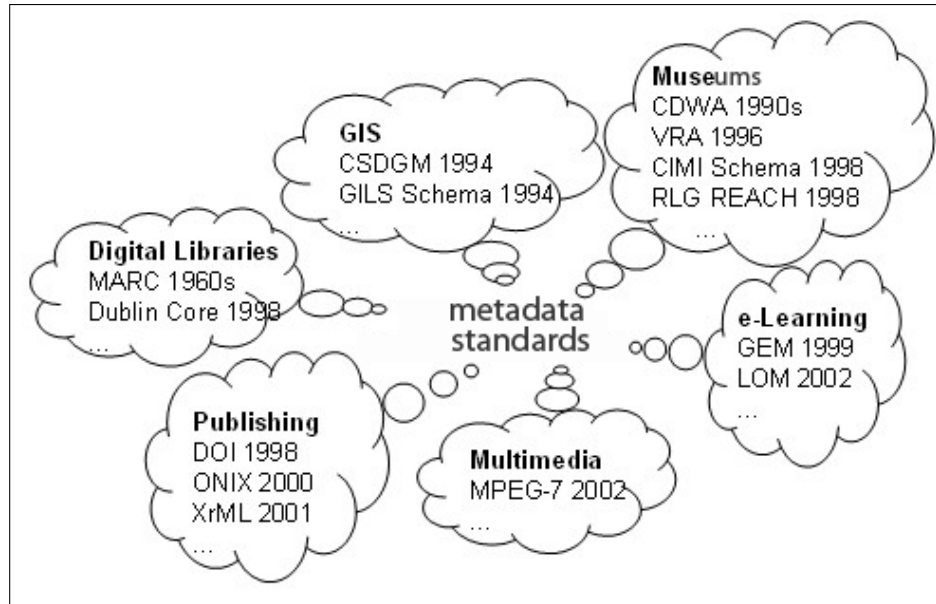 Museums
CDWA 1990s
VRA 1996
CIMI Schema 1998
RLG REACH 1998
...
GIS
CSDGM 1994
GILS Schema 1994
...
Digital Libraries
MARC 1960s
Dublin Core 1998
...
metadata
standards
e-Learning
GEM 1999
LOM 2002
...
Publishing
DOI 1998
ONIX 2000
XrML 2001
...
Multimedia
MPEG-7 2002
...